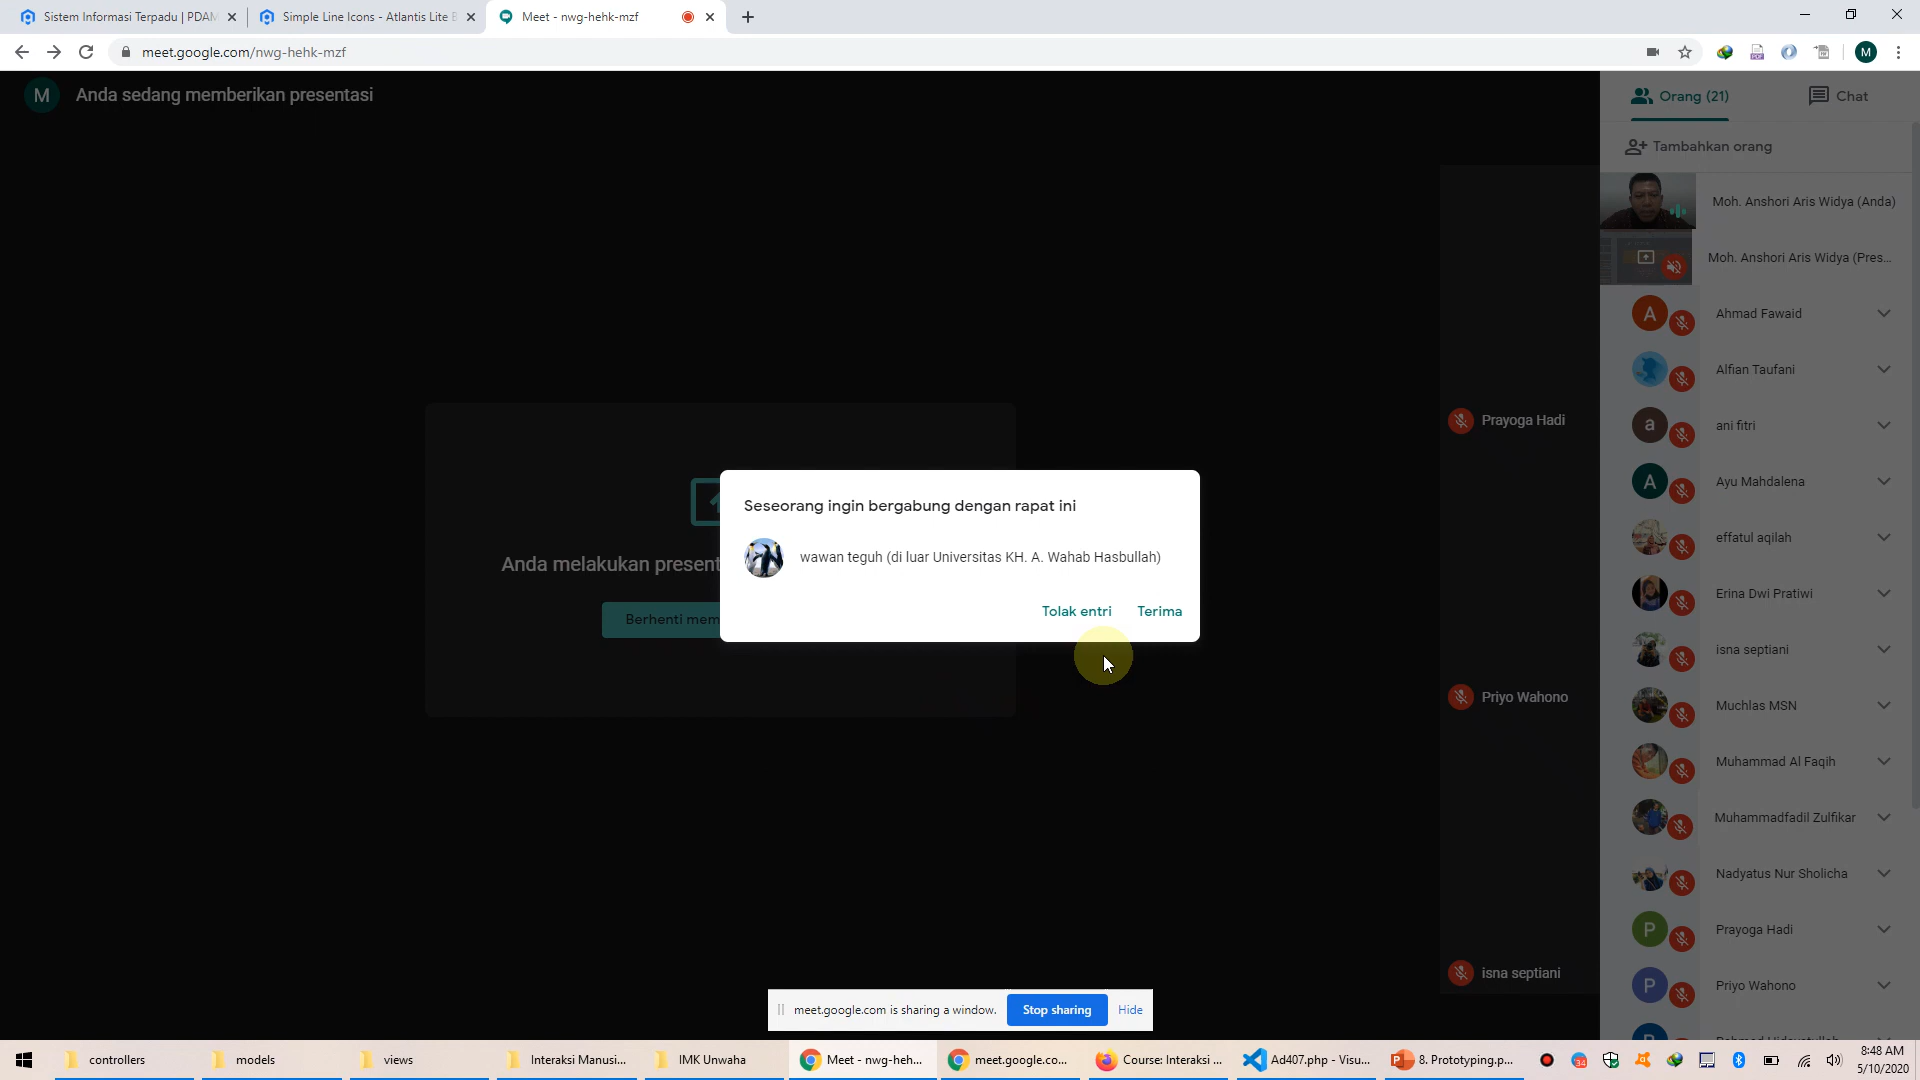 Sistem Informasi Terpadu | PDAM
Simple Line Icons - Atlantis Lite B
Meet - nwg-hehk-mzf
meet.google.com/nwg-hehk-mzf
M
M
Anda sedang memberikan presentasi
Orang (21)
Chat
Tambahkan orang
Moh. Anshori Aris Widya (Anda)
Moh. Anshori Aris Widya (Pres...
A
Ahmad Fawaid
Alfian Taufani
a
ani fitri
A
Ayu Mahdalena
effatul aqilah
Erina Dwi Pratiwi
isna septiani
Muchlas MSN
Muhammad Al Faqih
Muhammadfadil Zulfikar
Nadyatus Nur Sholicha
P
Prayoga Hadi
P
Priyo Wahono
Prayoga Hadi
Priyo Wahono
isna septiani
Anda melakukan present
Berhenti mem
Seseorang ingin bergabung dengan rapat ini
wawan teguh (di luar Universitas KH. A. Wahab Hasbullah)
Tolak entri
Terima
meet.google.com is sharing a window.
Stop sharing
Hide
controllers
models
views
Interaksi Manusi...
IMK Unwaha
Meet - nwg-heh...
meet.google.co...
Course: Interaksi ...
Ad407.php - Visu...
8. Prototyping.p...
34
8:48 AM
5/10/2020